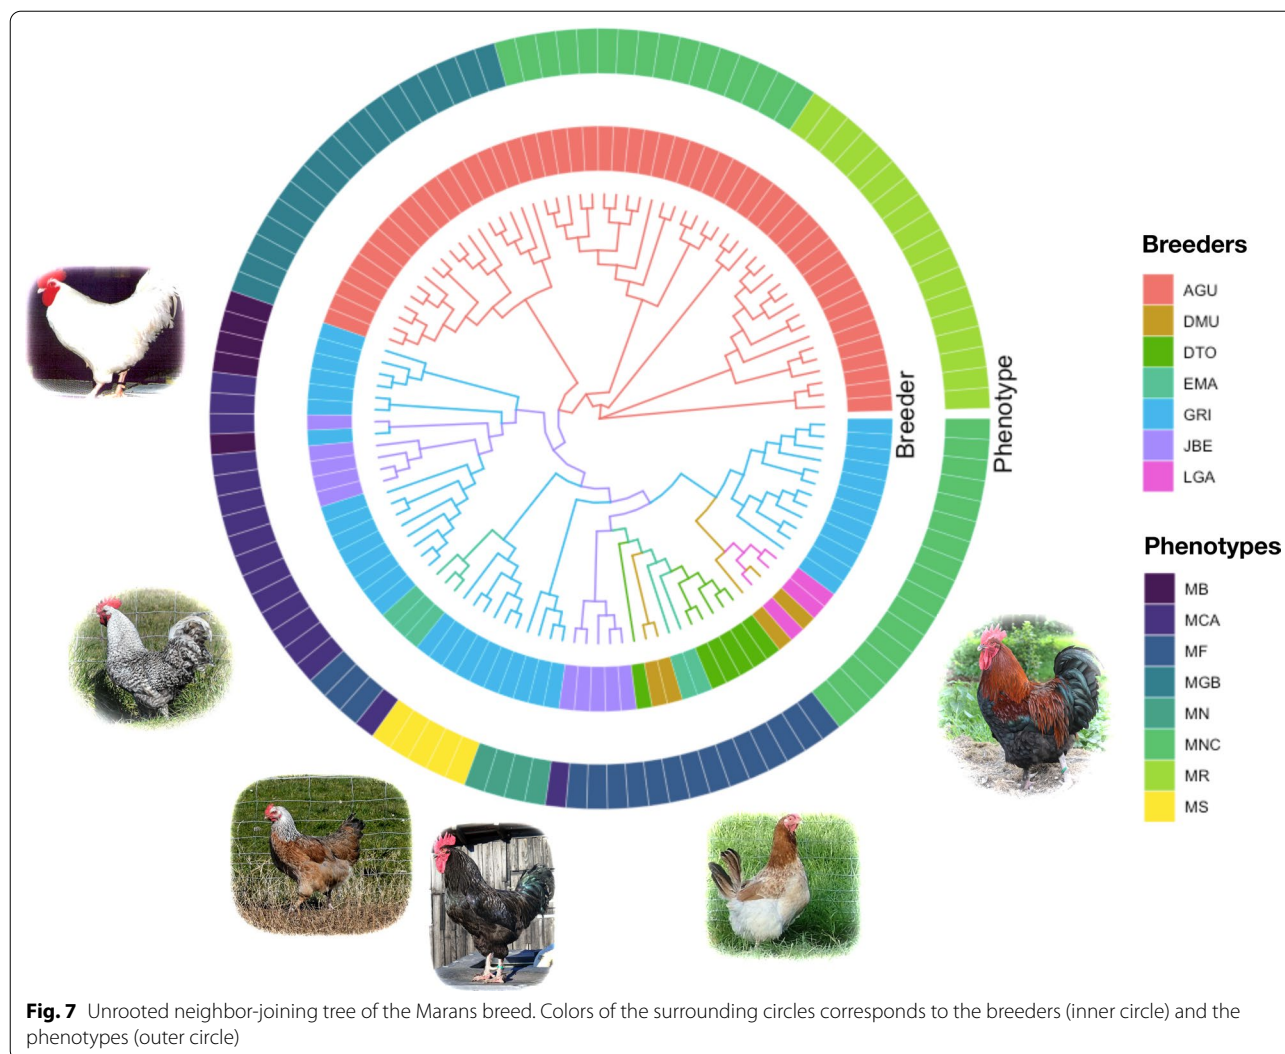 Breeders
AGU
DMU
DTO
EMA
GRI
JBE
LGA
Breeder
Phenotype
Phenotypes
MB
MCA
MF
MGB
MN
MNC
MR
MS
Fig. 7 Unrooted neighbor-joining tree of the Marans breed. Colors of the surrounding circles corresponds to the breeders (inner circle) and the
phenotypes (outer circle)